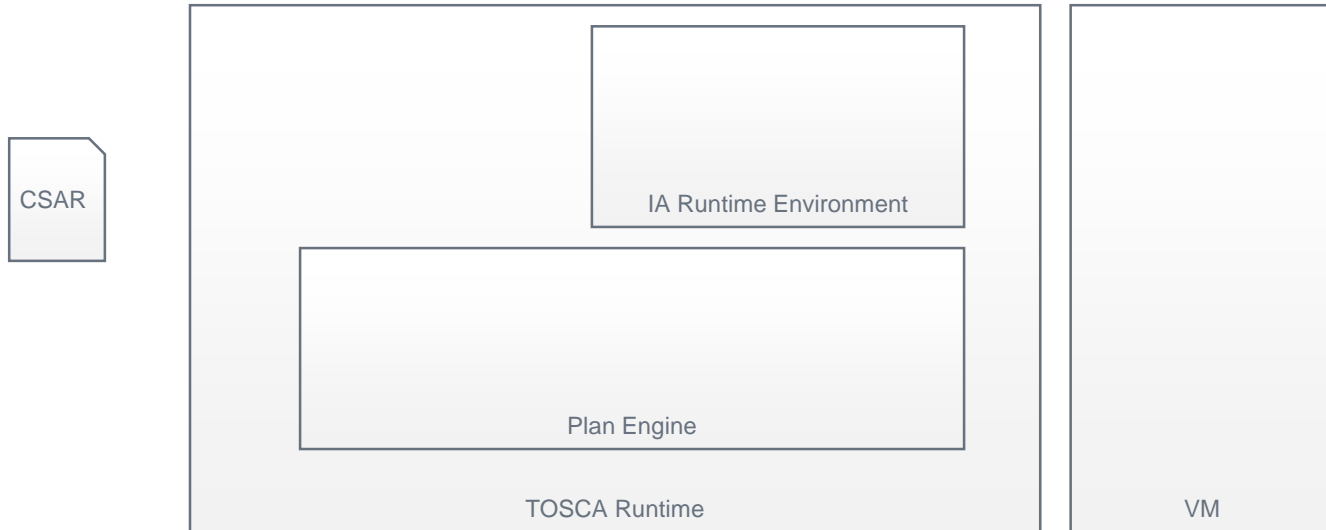 CSAR
IA Runtime Environment
Plan Engine
TOSCA Runtime
VM